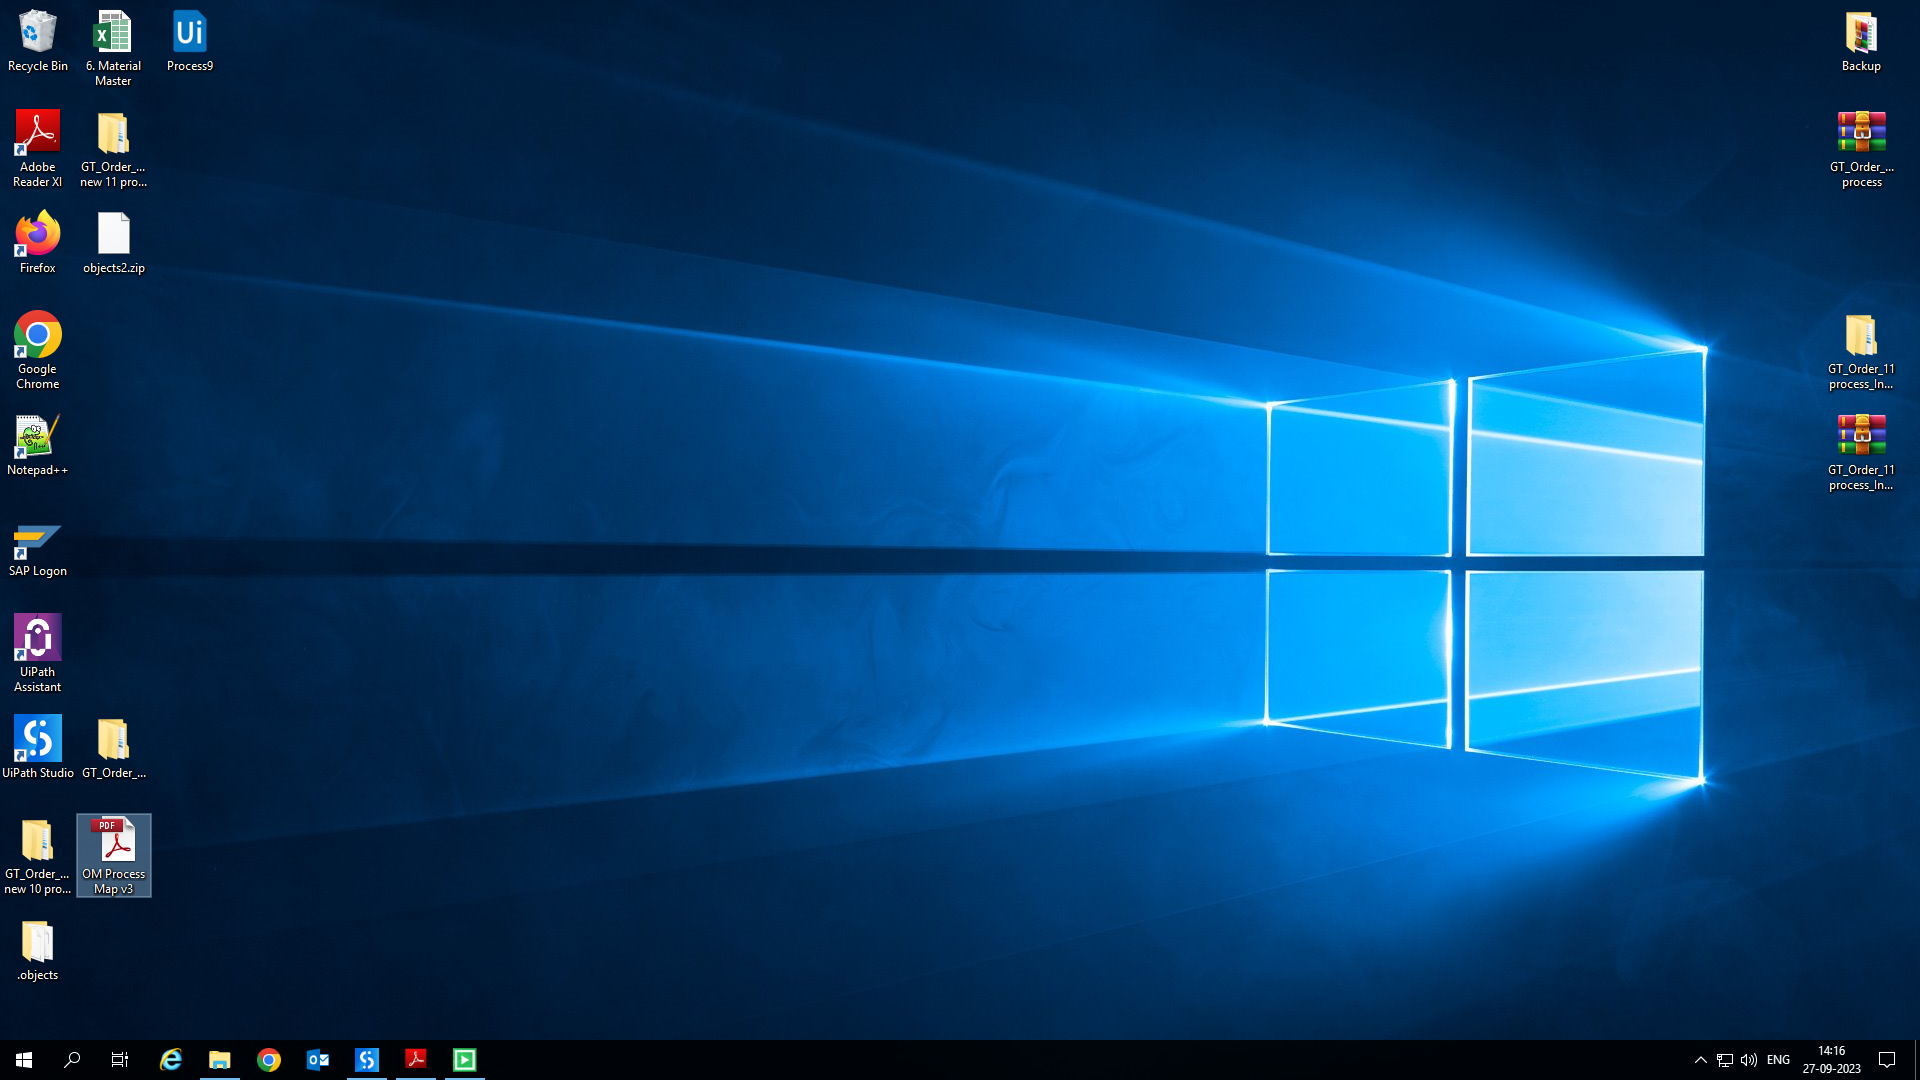 Recycle Bin
6. Material
Master
Ui
Process9
Adobe
Reader XI
GT_Order_...
new 11 pro...
Firefox
objects2.zip
Google
Chrome
Notepad++
SAP Logon
UiPath
Assistant
UiPath Studio
GT_Order_...
GT_Order_...
new 10 pro...
PDF
OM Process
Map v3
.objects
Backup
GT_Order_...
process
GT_Order_11
process_In...
GT_Order_11
process_In...
ENG
14:16
27-09-2023